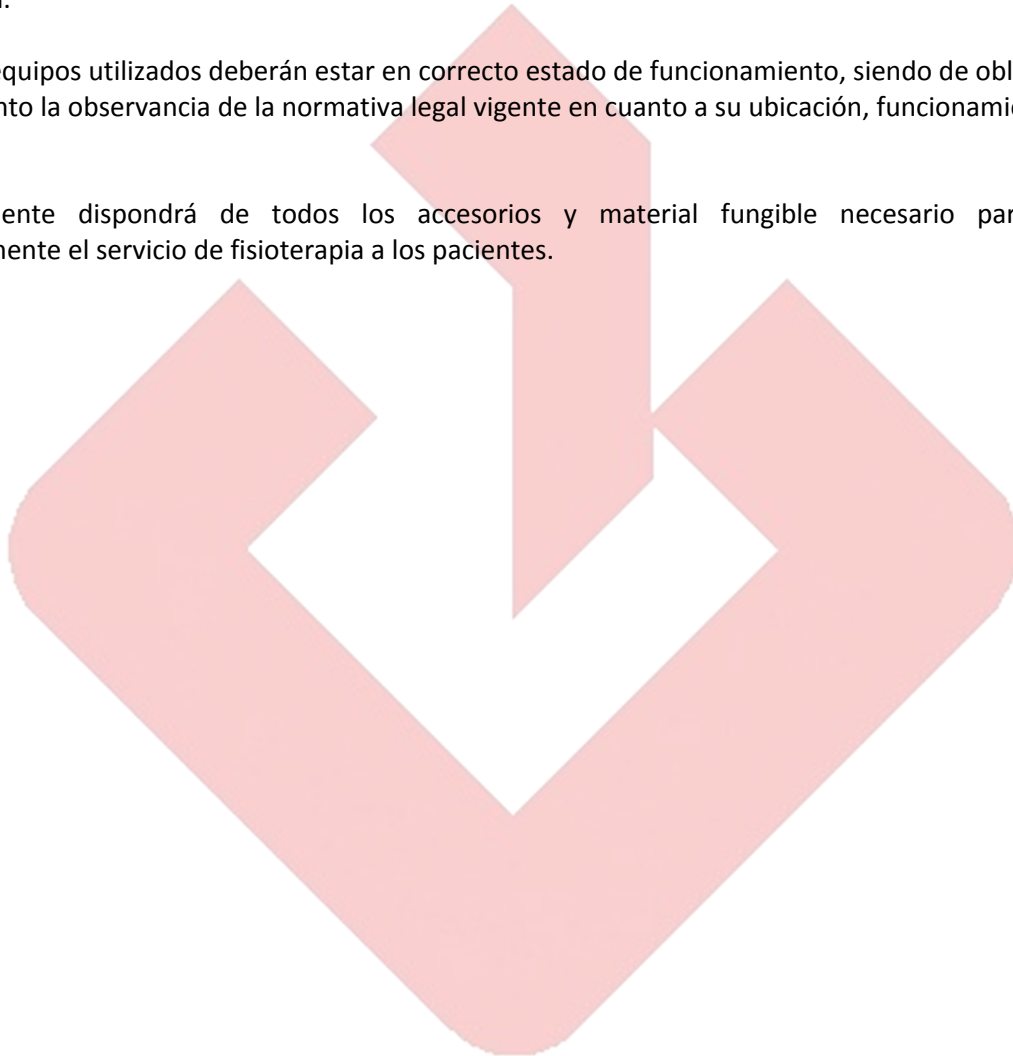 equipos utilizados deberán estar en correcto estado de funcionamiento, siendo de obl
nto la observancia de la normativa legal vigente en cuanto a su ubicación, funcionami
ente dispondrá de todos los accesorios y material fungible necesario par
mente el servicio de fisioterapia a los pacientes.